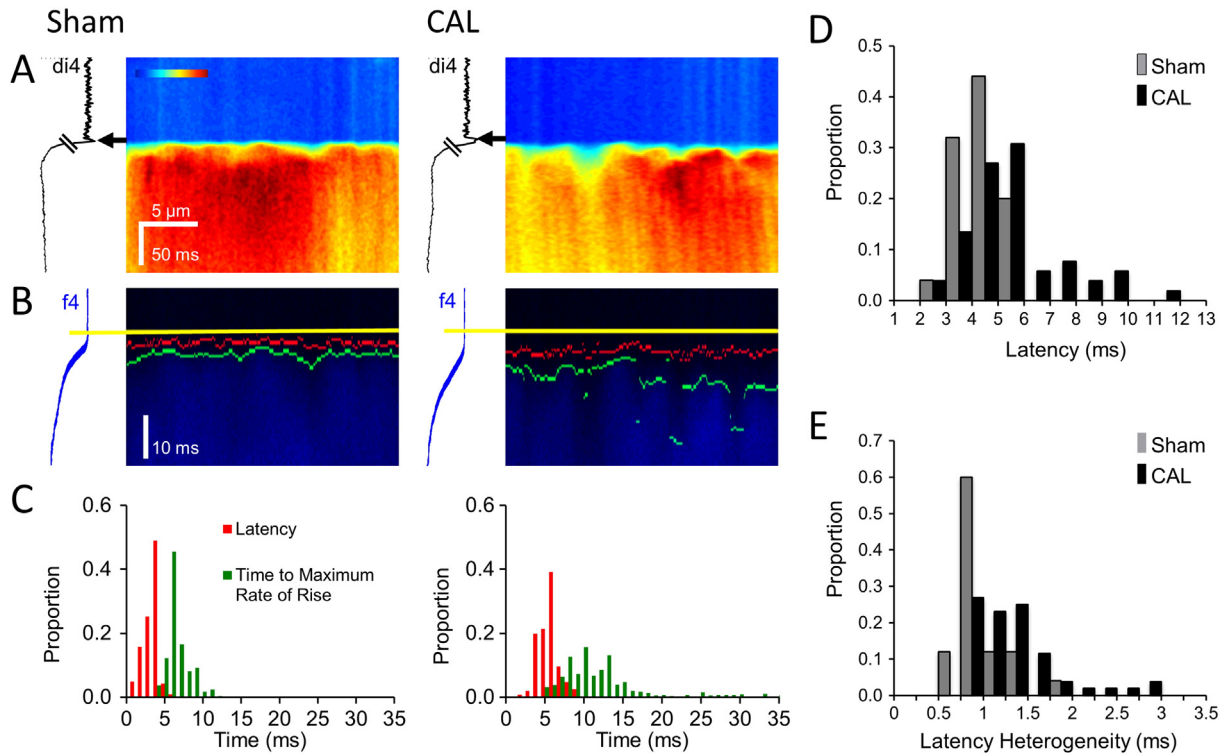 Sham
CAL
A
di4
5 µm
50 ms
di4
B
f4
10 ms
f4
C
0.6
0.4
0.2
0.0
Proportion
Latency
Time to Maximum
Rate of Rise
0 5 10 15 20 25 30 35
Time (ms)
0.6
0.4
0.2
0.0
Proportion
0 5 10 15 20 25 30 35
Time (ms)
D
0.5
0.4
0.3
0.2
0.1
0.0
Proportion
Sham
CAL
1 2 3 4 5 6 7 8 9 10 11 12 13
Latency (ms)
E
0.7
0.6
0.5
0.4
0.3
0.2
0.1
0.0
Proportion
Sham
CAL
0 0.5 1 1.5 2 2.5 3 3.5
Latency Heterogeneity (ms)